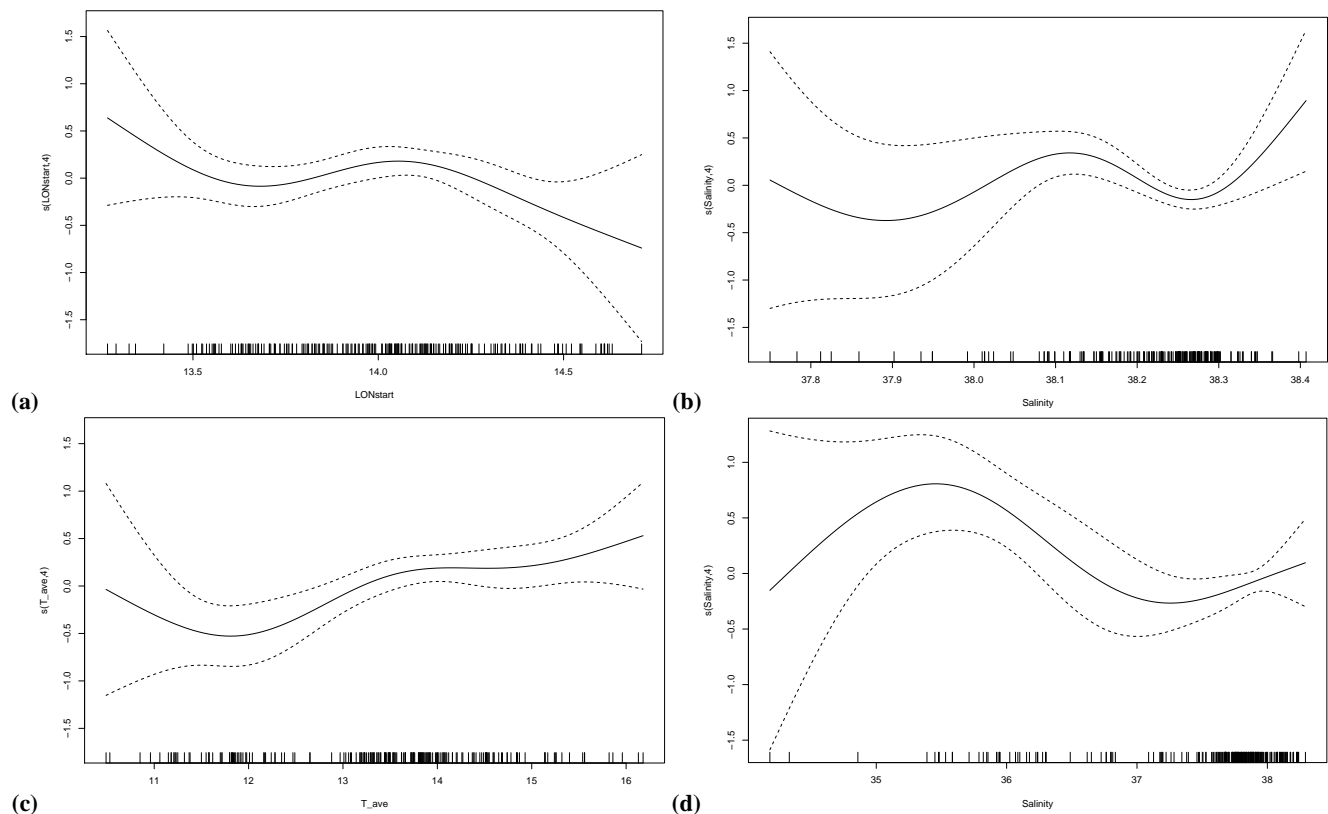 1.5
1.0
0.5
0.0
−0.5
−1.0
−1.5
s(LONstart,4)
13.5 14.0 14.5
LONstart
(a)
1.5
1.0
0.5
0.0
−0.5
−1.0
−1.5
s(Salinity,4)
37.8 37.9 38.0 38.1 38.2 38.3 38.4
Salinity
(b)
1.5
1.0
0.5
0.0
−0.5
−1.0
−1.5
s(T_ave,4)
11 12 13 14 15 16
T_ave
(c)
1.0
0.5
0.0
−0.5
−1.0
−1.5
s(Salinity,4)
35 36 37 38
Salinity
(d)